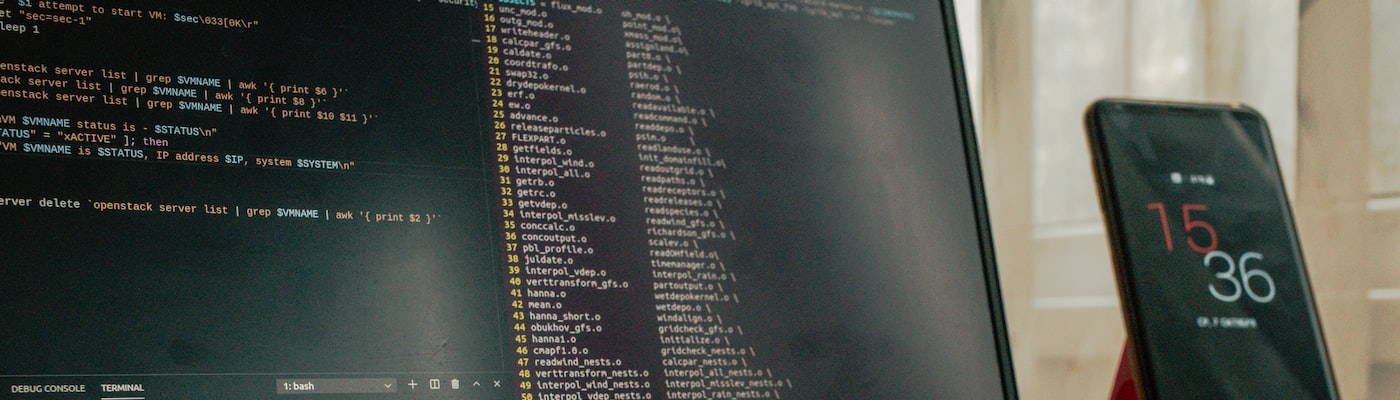 $1 attempt to start VM: $sec\033[0K\r"
et "sec=sec-1"
leep 1
enstack server list | grep $VMNAME | awk '{ print $6 }'`
ack server list | grep $VMNAME | awk '{ print $8 }'`
enstack server list | grep $VMNAME | awk '{ print $10 $11 }'`
VM $VMNAME status is - $STATUS\n"
TATUS" = "xACTIVE" ]; then
"VM $VMNAME is $STATUS, IP address $IP, system $SYSTEM\n"
erver delete `openstack server list | grep $VMNAME | awk '{ print $2 }'`
DEBUG CONSOLE TERMINAL
1: bash
= flux_mod.o oh_mod.o \
15 unc_mod.o point_mod.o \
16 outg_mod.o xmass_mod.o\
17 writeheader.o assignland.o\
18 calcpar_gfs.o part0.o \
19 caldate.o partdep.o \
20 coordtrafo.o psih.o \
21 swap32.o raerod.o \
22 drydepokernel.o random.o \
23 erf.o readavailable.o \
24 ew.o readcommand.o \
25 advance.o readdepo.o \
26 releaseparticles.o psim.o \
27 FLEXPART.o readlanduse.o \
28 getfields.o init_domainfill.o\
29 interpol_wind.o readoutgrid.o \
30 interpol_all.o readpaths.o \
31 getrb.o readreceptors.o \
32 getrc.o readreleases.o \
33 getvdep.o readspecies.o \
34 interpol_misslev.o readwind_gfs.o \
35 conccalc.o richardson_gfs.o \
36 concoutput.o scalev.o \
37 pbl_profile.o readOHfield.o\
38 juldate.o timemanager.o \
39 interpol_vdep.o interpol_rain.o \
40 verttransform_gfs.o partoutput.o \
41 hanna.o wetdepokernel.o \
42 mean.o wetdepo.o \
43 hanna_short.o windalign.o \
44 obukhov_gfs.o gridcheck_gfs.o \
45 hanna1.o initialize.o \
46 cmapf1.0.o gridcheck_nests.o \
47 readwind_nests.o calcpar_nests.o \
48 verttransform_nests.o interpol_all_nests.o \
49 interpol_wind_nests.o interpol_misslev_nests.o \
50 interpol_vdep_nests.o interpol_rain_nests.o \
15
36